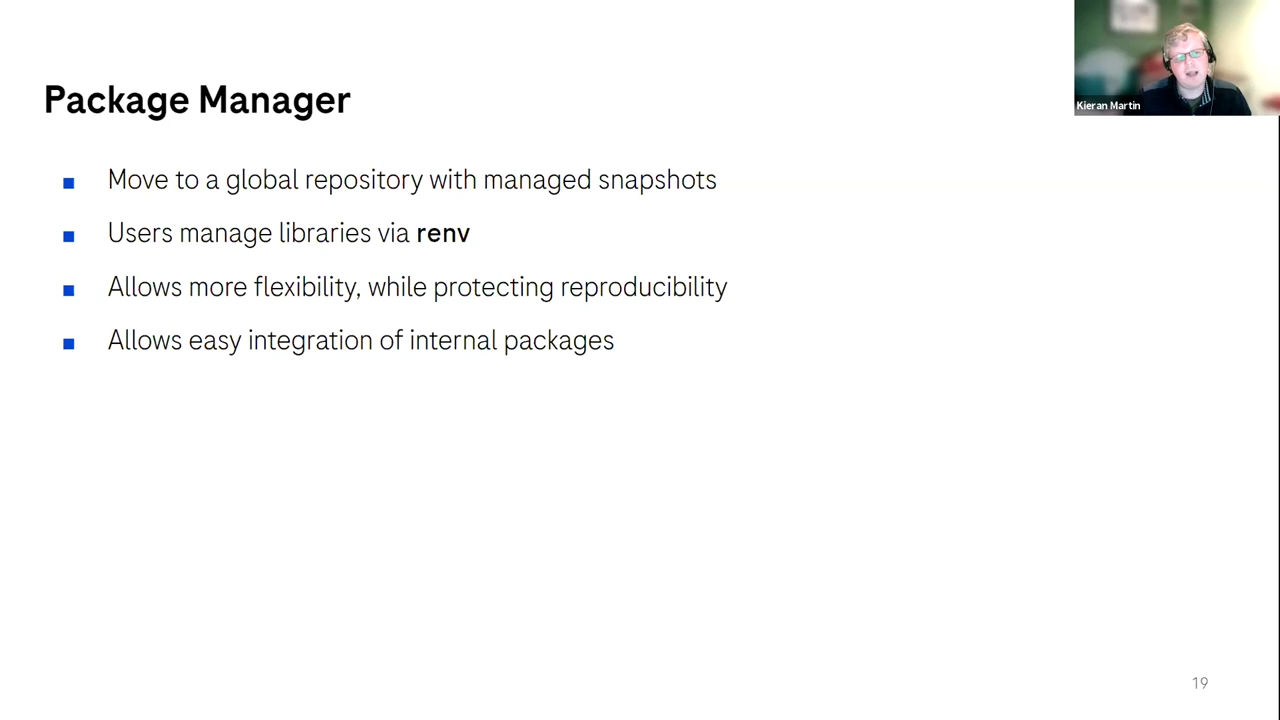 Package Manager
Kieran Martin
Move to a global repository with managed snapshots
Users manage libraries via renv
Allows more flexibility, while protecting reproducibility
Allows easy integration of internal packages
19